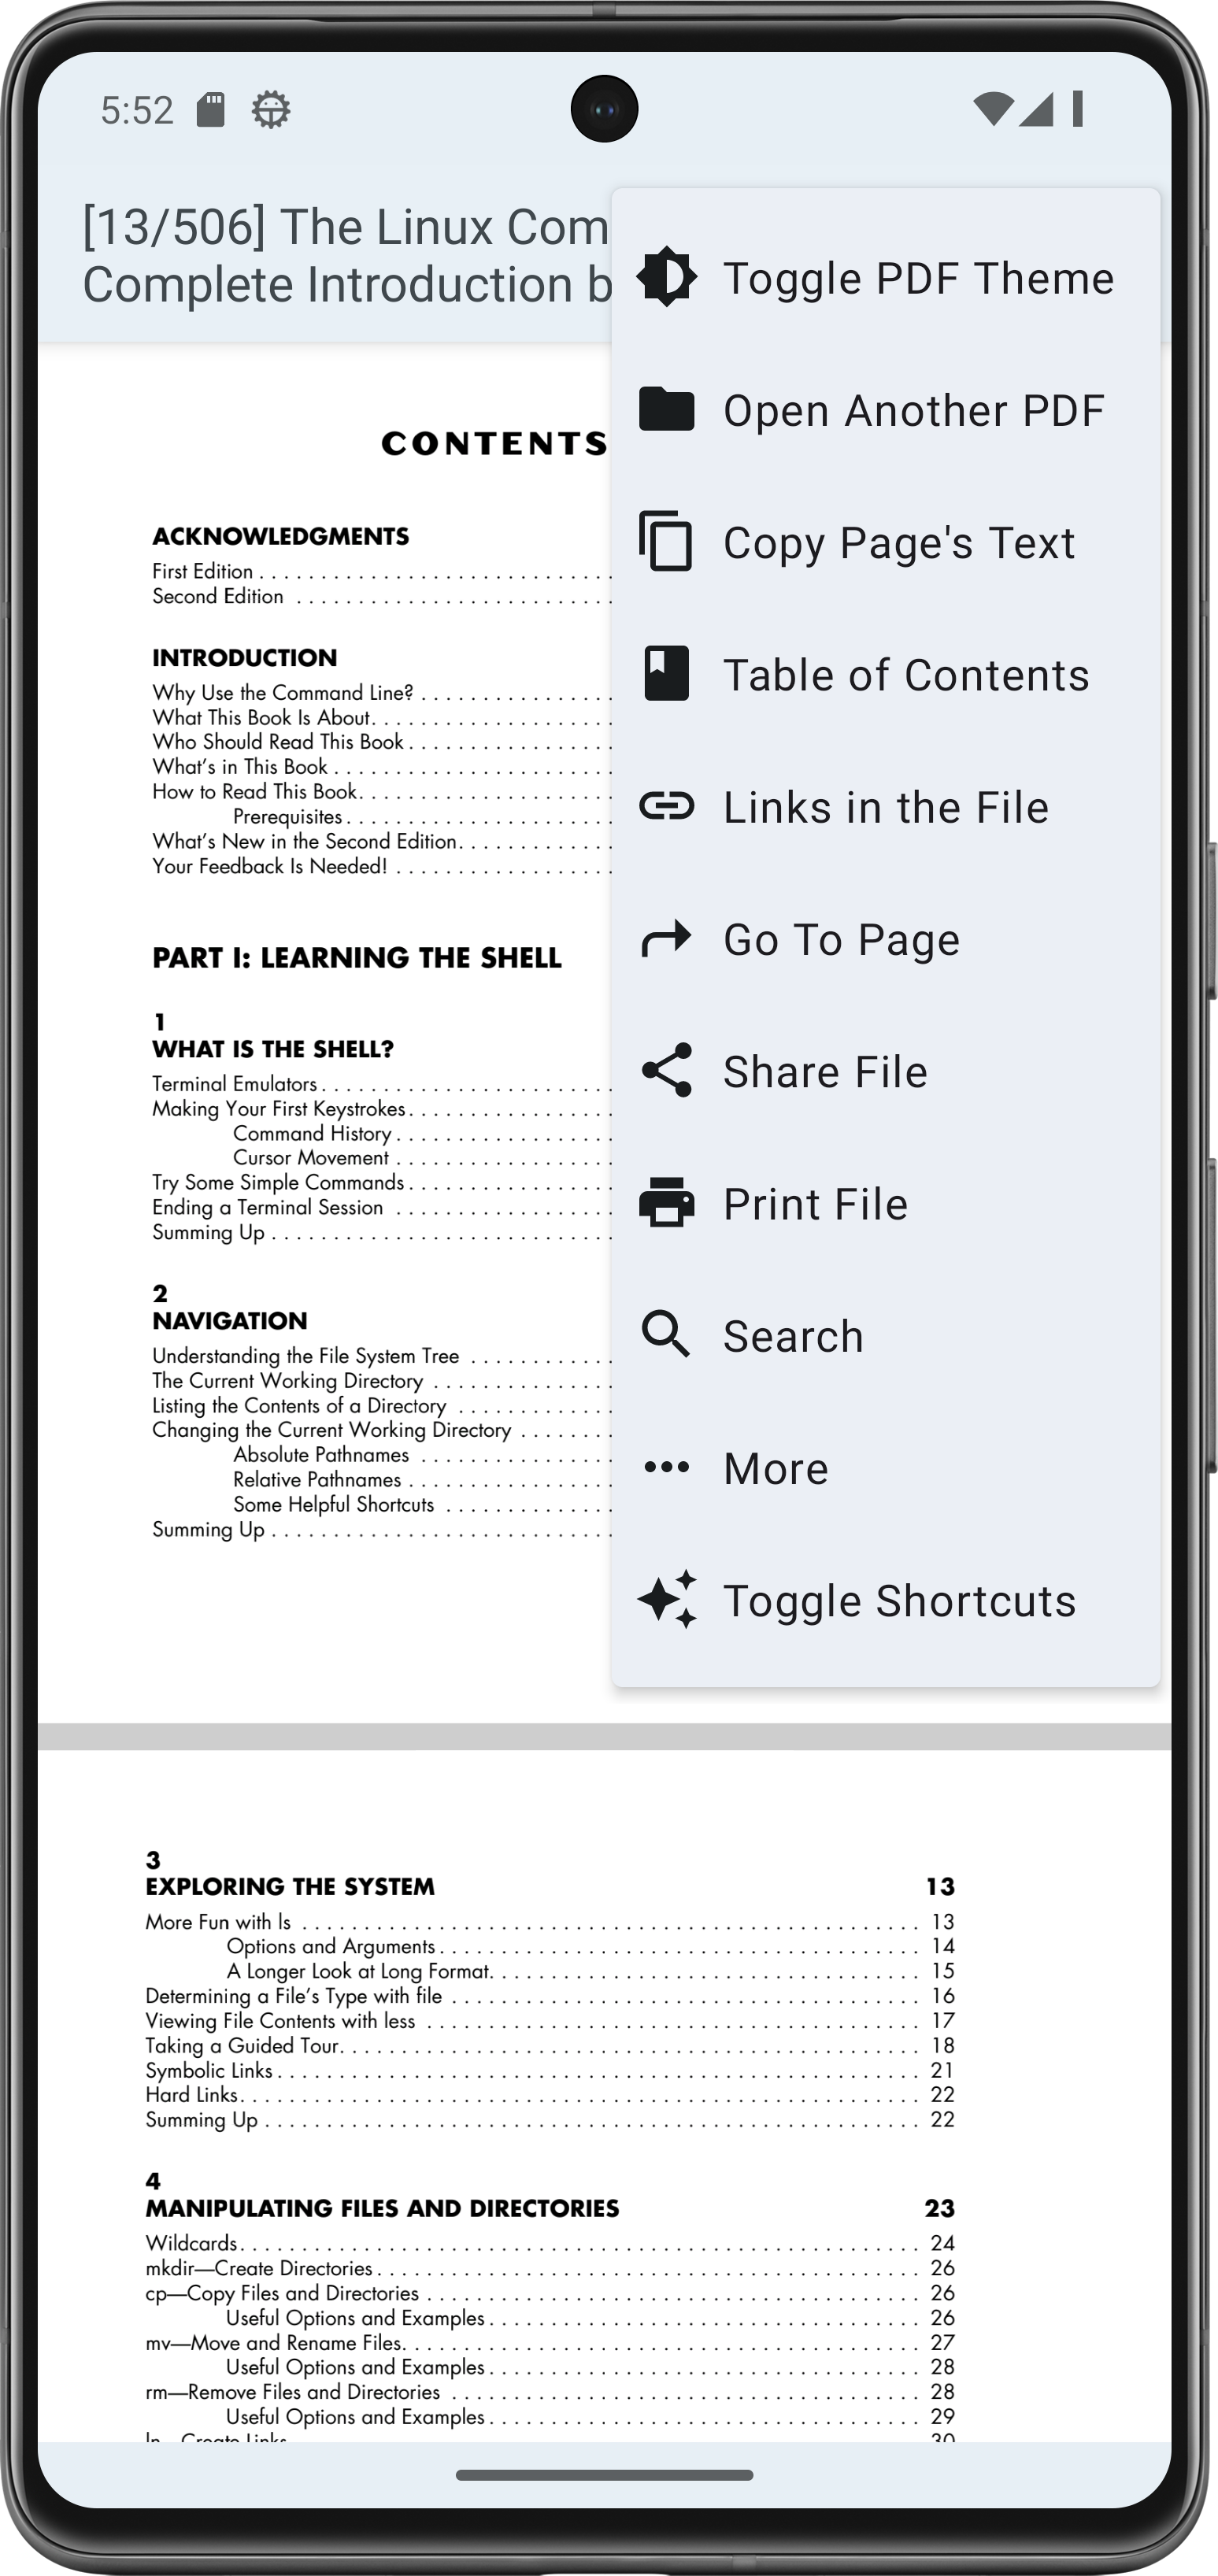 5:52
[13/506] The Linux Com
Complete Introduction b
Toggle PDF Theme
Open Another PDF
Copy Page's Text
Table of Contents
Links in the File
Go To Page
Share File
Print File
Search
More
Toggle Shortcuts
CONTENTS
ACKNOWLEDGMENTS
First Edition . . . . . . . . . . . . . . . . . . . . . . . . . . . . .
Second Edition . . . . . . . . . . . . . . . . . . . . . . . . . .
INTRODUCTION
Why Use the Command Line? . . . . . . . . . . . . . . . .
What This Book Is About. . . . . . . . . . . . . . . . . . . .
Who Should Read This Book . . . . . . . . . . . . . . . . .
What's in This Book . . . . . . . . . . . . . . . . . . . . . . .
How to Read This Book. . . . . . . . . . . . . . . . . . . . .
Prerequisites . . . . . . . . . . . . . . . . . . . . . .
What's New in the Second Edition. . . . . . . . . . . . .
Your Feedback Is Needed! . . . . . . . . . . . . . . . . . .
PART I: LEARNING THE SHELL
1
WHAT IS THE SHELL?
Terminal Emulators . . . . . . . . . . . . . . . . . . . . . . . .
Making Your First Keystrokes . . . . . . . . . . . . . . . . .
Command History . . . . . . . . . . . . . . . . . .
Cursor Movement . . . . . . . . . . . . . . . . . .
Try Some Simple Commands . . . . . . . . . . . . . . . . .
Ending a Terminal Session . . . . . . . . . . . . . . . . . .
Summing Up . . . . . . . . . . . . . . . . . . . . . . . . . . . .
2
NAVIGATION
Understanding the File System Tree . . . . . . . . . . . .
The Current Working Directory . . . . . . . . . . . . . . .
Listing the Contents of a Directory . . . . . . . . . . . . .
Changing the Current Working Directory . . . . . . . .
Absolute Pathnames . . . . . . . . . . . . . . . .
Relative Pathnames . . . . . . . . . . . . . . . . .
Some Helpful Shortcuts . . . . . . . . . . . . . .
Summing Up . . . . . . . . . . . . . . . . . . . . . . . . . . . .
3
EXPLORING THE SYSTEM 13
More Fun with ls . . . . . . . . . . . . . . . . . . . . . . . . . . . . . . 13
Options and Arguments . . . . . . . . . . . . . . . . . . . . . . . . 14
A Longer Look at Long Format. . . . . . . . . . . . . . . . . . . . 15
Determining a File's Type with file . . . . . . . . . . . . . . . . . . 16
Viewing File Contents with less . . . . . . . . . . . . . . . . . . . . 17
Taking a Guided Tour. . . . . . . . . . . . . . . . . . . . . . . . . . . 18
Symbolic Links . . . . . . . . . . . . . . . . . . . . . . . . . . . . . . . 21
Hard Links. . . . . . . . . . . . . . . . . . . . . . . . . . . . . . . . . . 22
Summing Up . . . . . . . . . . . . . . . . . . . . . . . . . . . . . . . . 22
4
MANIPULATING FILES AND DIRECTORIES 23
Wildcards. . . . . . . . . . . . . . . . . . . . . . . . . . . . . . . . . . . 24
mkdir—Create Directories . . . . . . . . . . . . . . . . . . . . . . . . 26
cp—Copy Files and Directories . . . . . . . . . . . . . . . . . . . . 26
Useful Options and Examples . . . . . . . . . . . . . . . . . . . . 26
mv—Move and Rename Files. . . . . . . . . . . . . . . . . . . . . . 27
Useful Options and Examples . . . . . . . . . . . . . . . . . . . . 28
rm—Remove Files and Directories . . . . . . . . . . . . . . . . . . 28
Useful Options and Examples . . . . . . . . . . . . . . . . . . . . 29
ln—Create Links 30